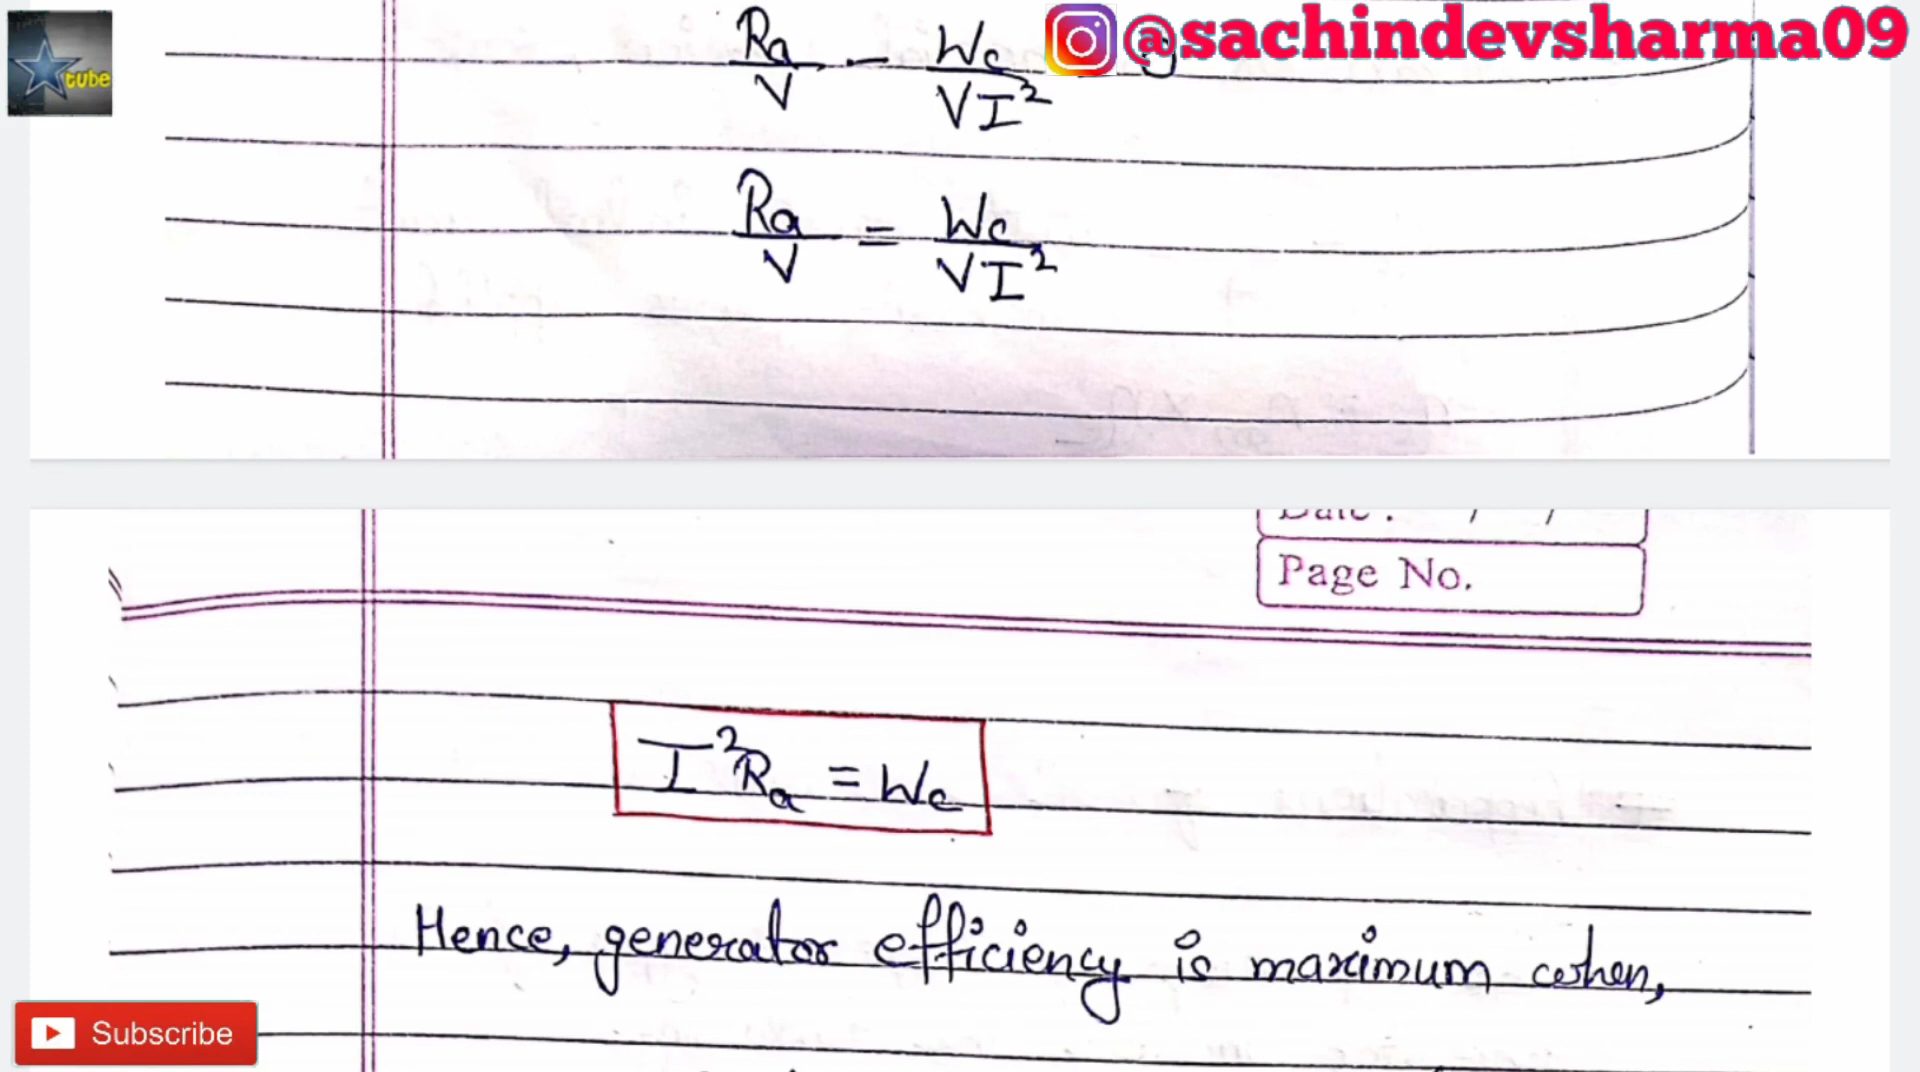 tube
@sachindevsharma09
Ra/V - Wc/VI²
Ra/V = Wc/VI²
Page No.
I²Ra = Wc
Hence, generator efficiency is maximum when,
Subscribe